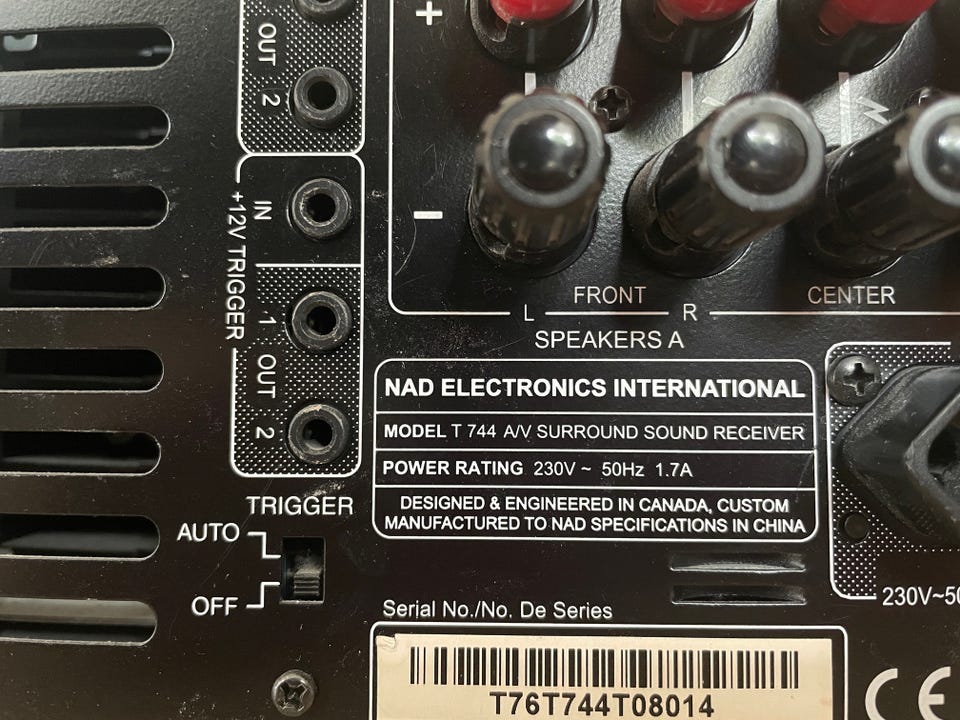 OUT
2
+12V TRIGGER
IN
1
OUT
2
TRIGGER
AUTO
OFF
+
−
FRONT
L
R
CENTER
SPEAKERS A
NAD ELECTRONICS INTERNATIONAL
MODEL T 744 A/V SURROUND SOUND RECEIVER
POWER RATING 230V ~ 50Hz 1.7A
DESIGNED & ENGINEERED IN CANADA, CUSTOM
MANUFACTURED TO NAD SPECIFICATIONS IN CHINA
230V~50
Serial No./No. De Series
T76T744T08014
CE